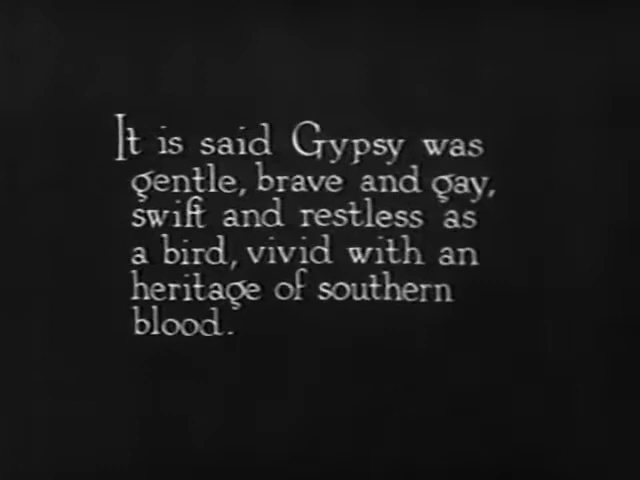 It is said Gypsy was
gentle, brave and gay,
swift and restless as
a bird, vivid with an
heritage of southern
blood.